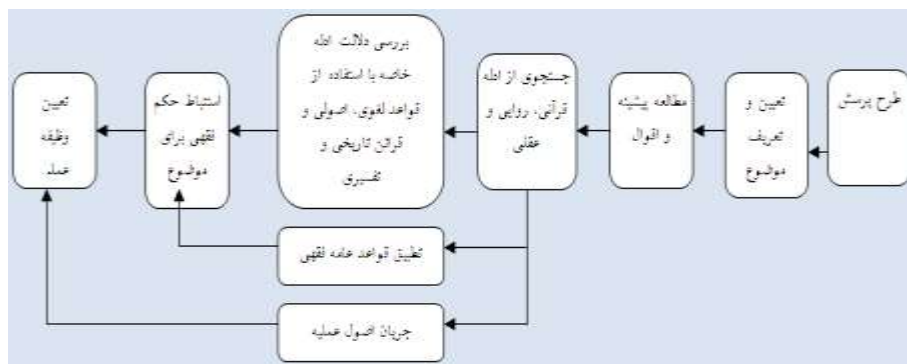 طرح پرسش
تعیین و
تعریف
موضوع
مطالعه پیشینه
و اقوال
جستجوی از ادله
قرآنی، روایی و
عقلی
بررسی دلالت ادله
خاصه با استفاده از
قواعد لغوی، اصولی و
قرائن تاریخی و
تفسیری
استنباط حکم
فقهی برای
موضوع
تعیین
وظیفه
عمله
تطبیق قواعد عامه فقهی
جریان اصول عملیه